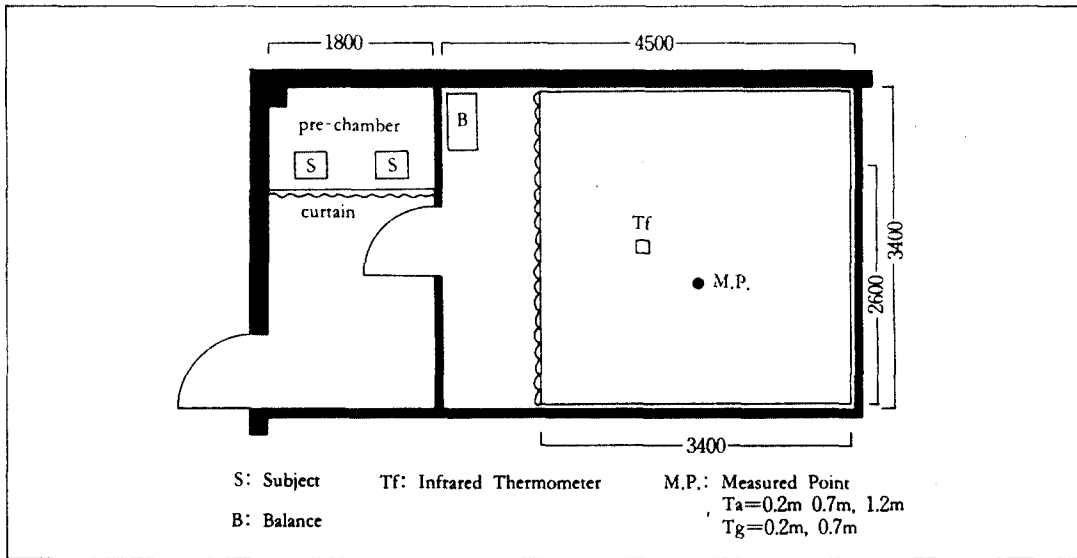 1800
4500
pre-chamber
B
S
S
curtain
Tf
M.P.
2600
3400
3400
S: Subject
Tf: Infrared Thermometer
M.P.: Measured Point
Ta=0.2m 0.7m, 1.2m
B: Balance
Tg=0.2m, 0.7m